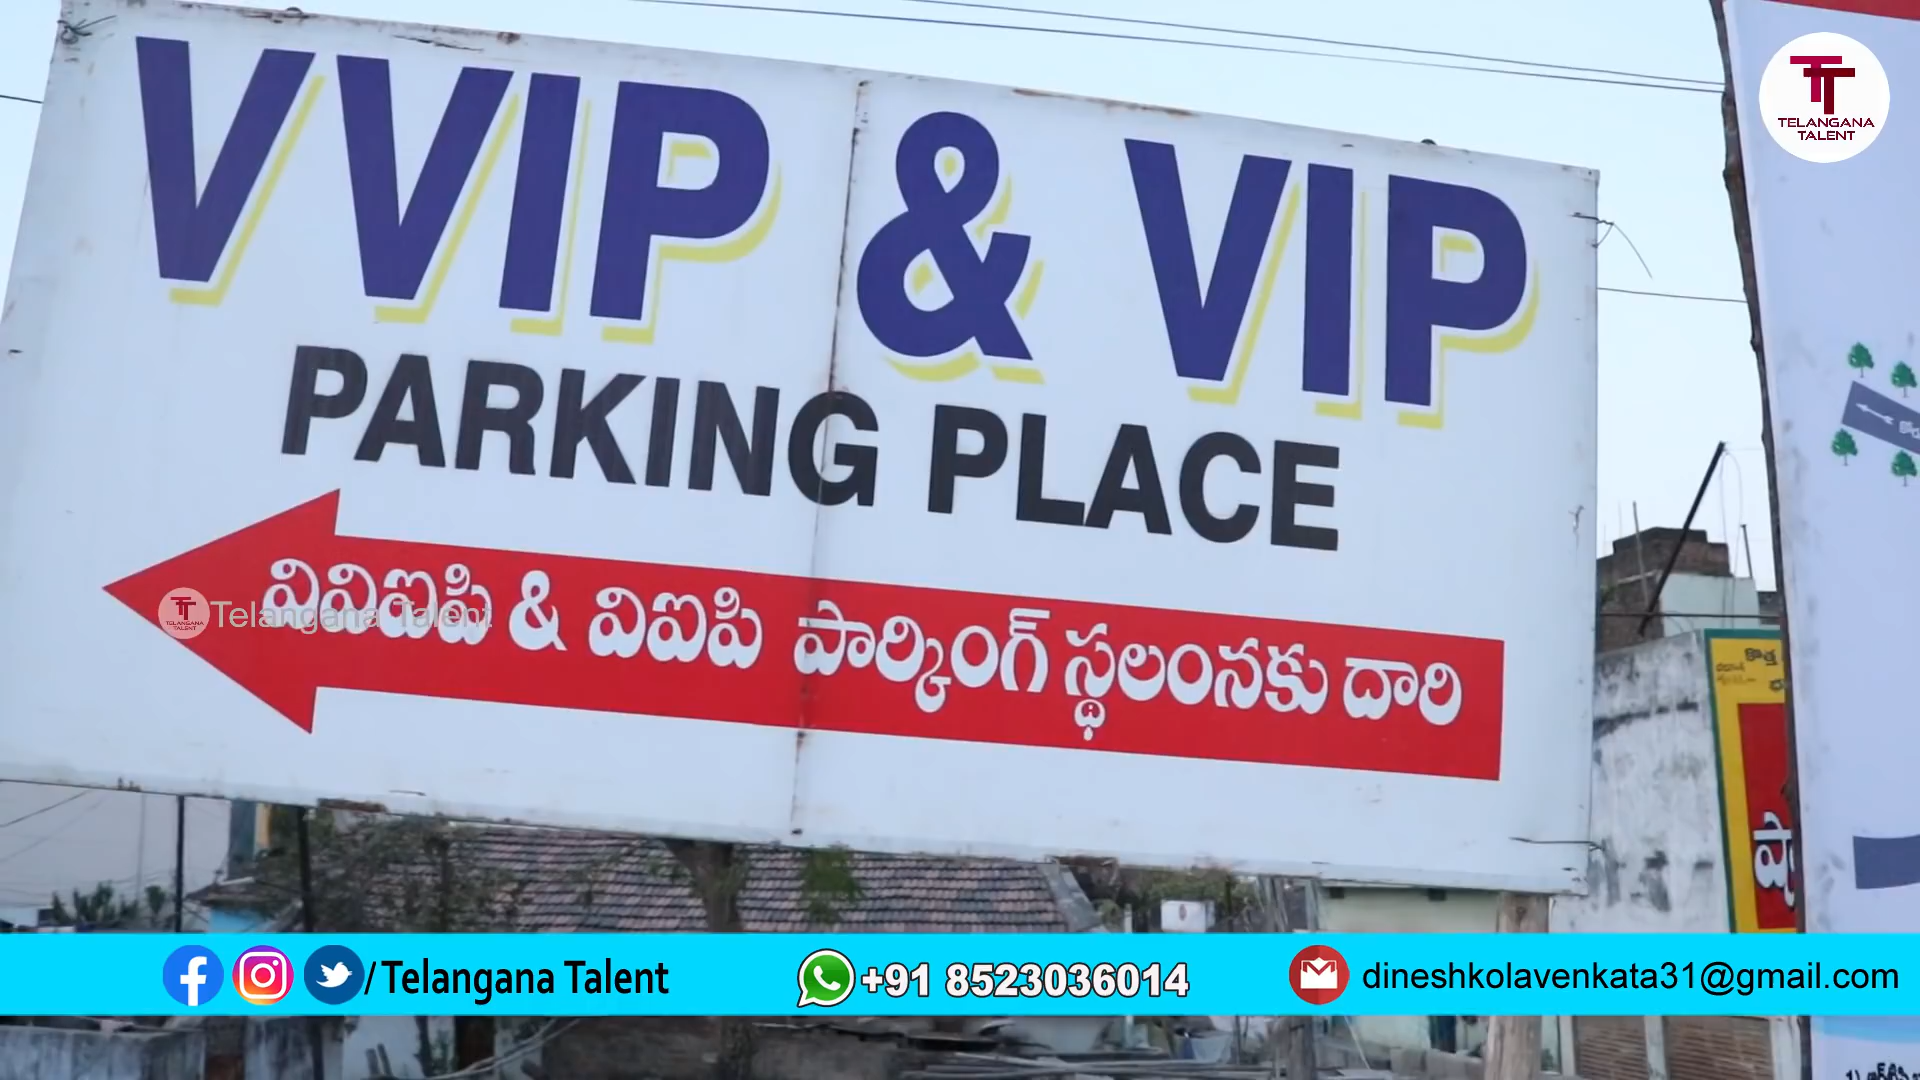 VVIP & VIP
PARKING PLACE
వివిఐపి & విఐపి పార్కింగ్ స్థలంనకు దారి
Telangana Talent
TT
TELANGANA
TALENT
కొత్త
/Telangana Talent
+91 8523036014
dineshkolavenkata31@gmail.com